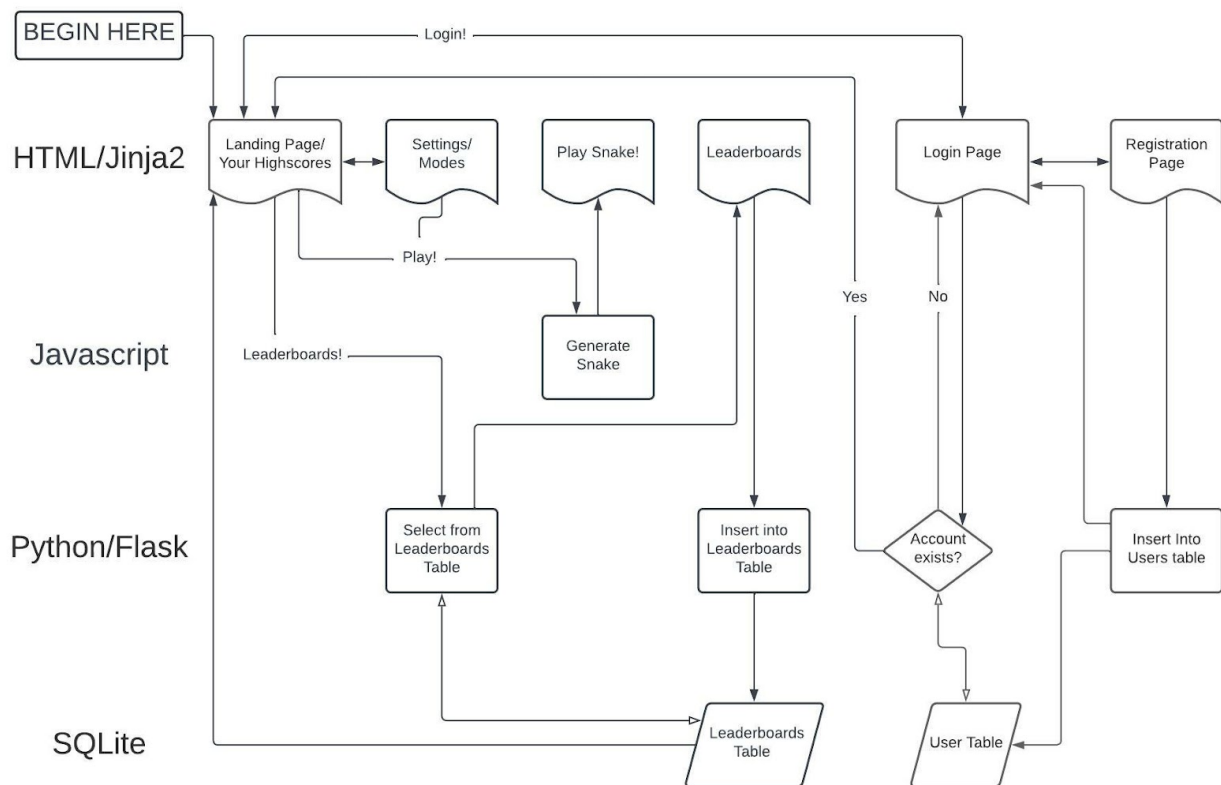 BEGIN HERE
Login!
HTML/Jinja2
Landing Page/
Your Highscores
Settings/
Modes
Play Snake!
Leaderboards
Login Page
Registration
Page
Play!
Yes
No
Javascript
Leaderboards!
Generate
Snake
Python/Flask
Select from
Leaderboards
Table
Insert into
Leaderboards
Table
Account
exists?
Insert Into
Users table
SQLite
Leaderboards
Table
User Table